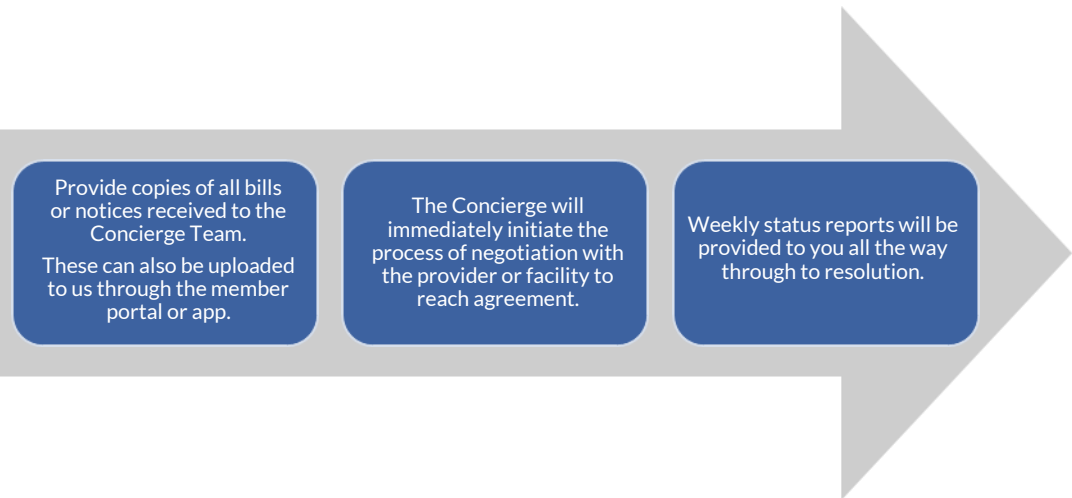 Provide copies of all bills
or notices received to the
Concierge Team.
These can also be uploaded
to us through the member
portal or app.
The Concierge will
immediately initiate the
process of negotiation with
the provider or facility to
reach agreement.
Weekly status reports will be
provided to you all the way
through to resolution.